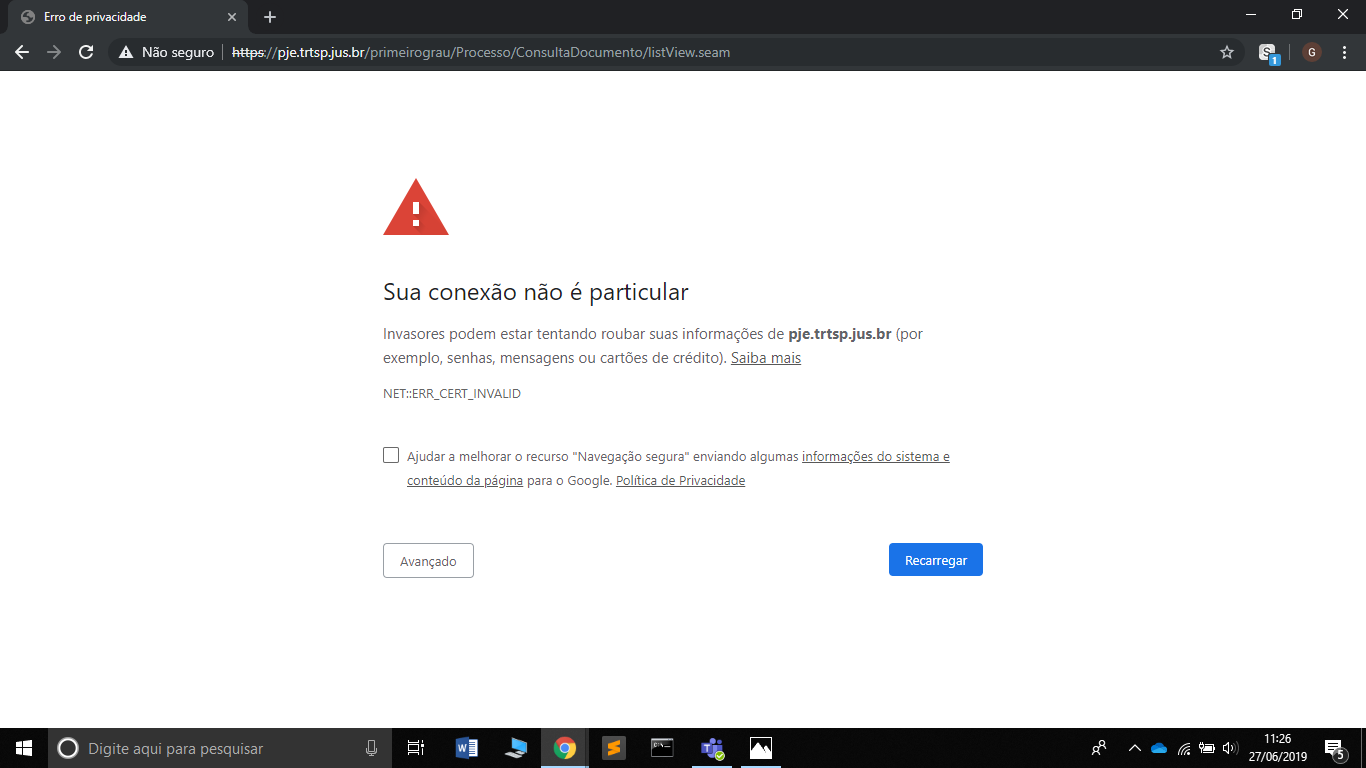 Erro de privacidade
Não seguro
https://pje.trtsp.jus.br/primeirograu/Processo/ConsultaDocumento/listView.seam
S
1
G
!
Sua conexão não é particular
Invasores podem estar tentando roubar suas informações de pje.trtsp.jus.br (por
exemplo, senhas, mensagens ou cartões de crédito). Saiba mais
NET::ERR_CERT_INVALID
Ajudar a melhorar o recurso "Navegação segura" enviando algumas informações do sistema e
conteúdo da página para o Google. Política de Privacidade
Avançado
Recarregar
Digite aqui para pesquisar
11:26
27/06/2019
5